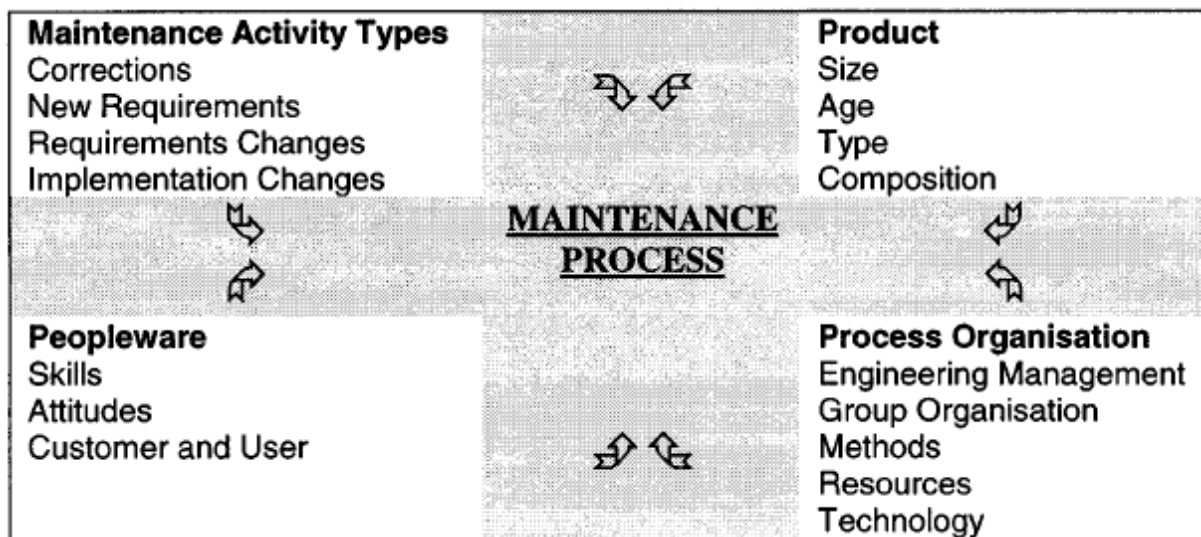 Maintenance Activity Types
Corrections
New Requirements
Requirements Changes
Implementation Changes
Product
Size
Age
Type
Composition
MAINTENANCE
PROCESS
Peopleware
Skills
Attitudes
Customer and User
Process Organisation
Engineering Management
Group Organisation
Methods
Resources
Technology